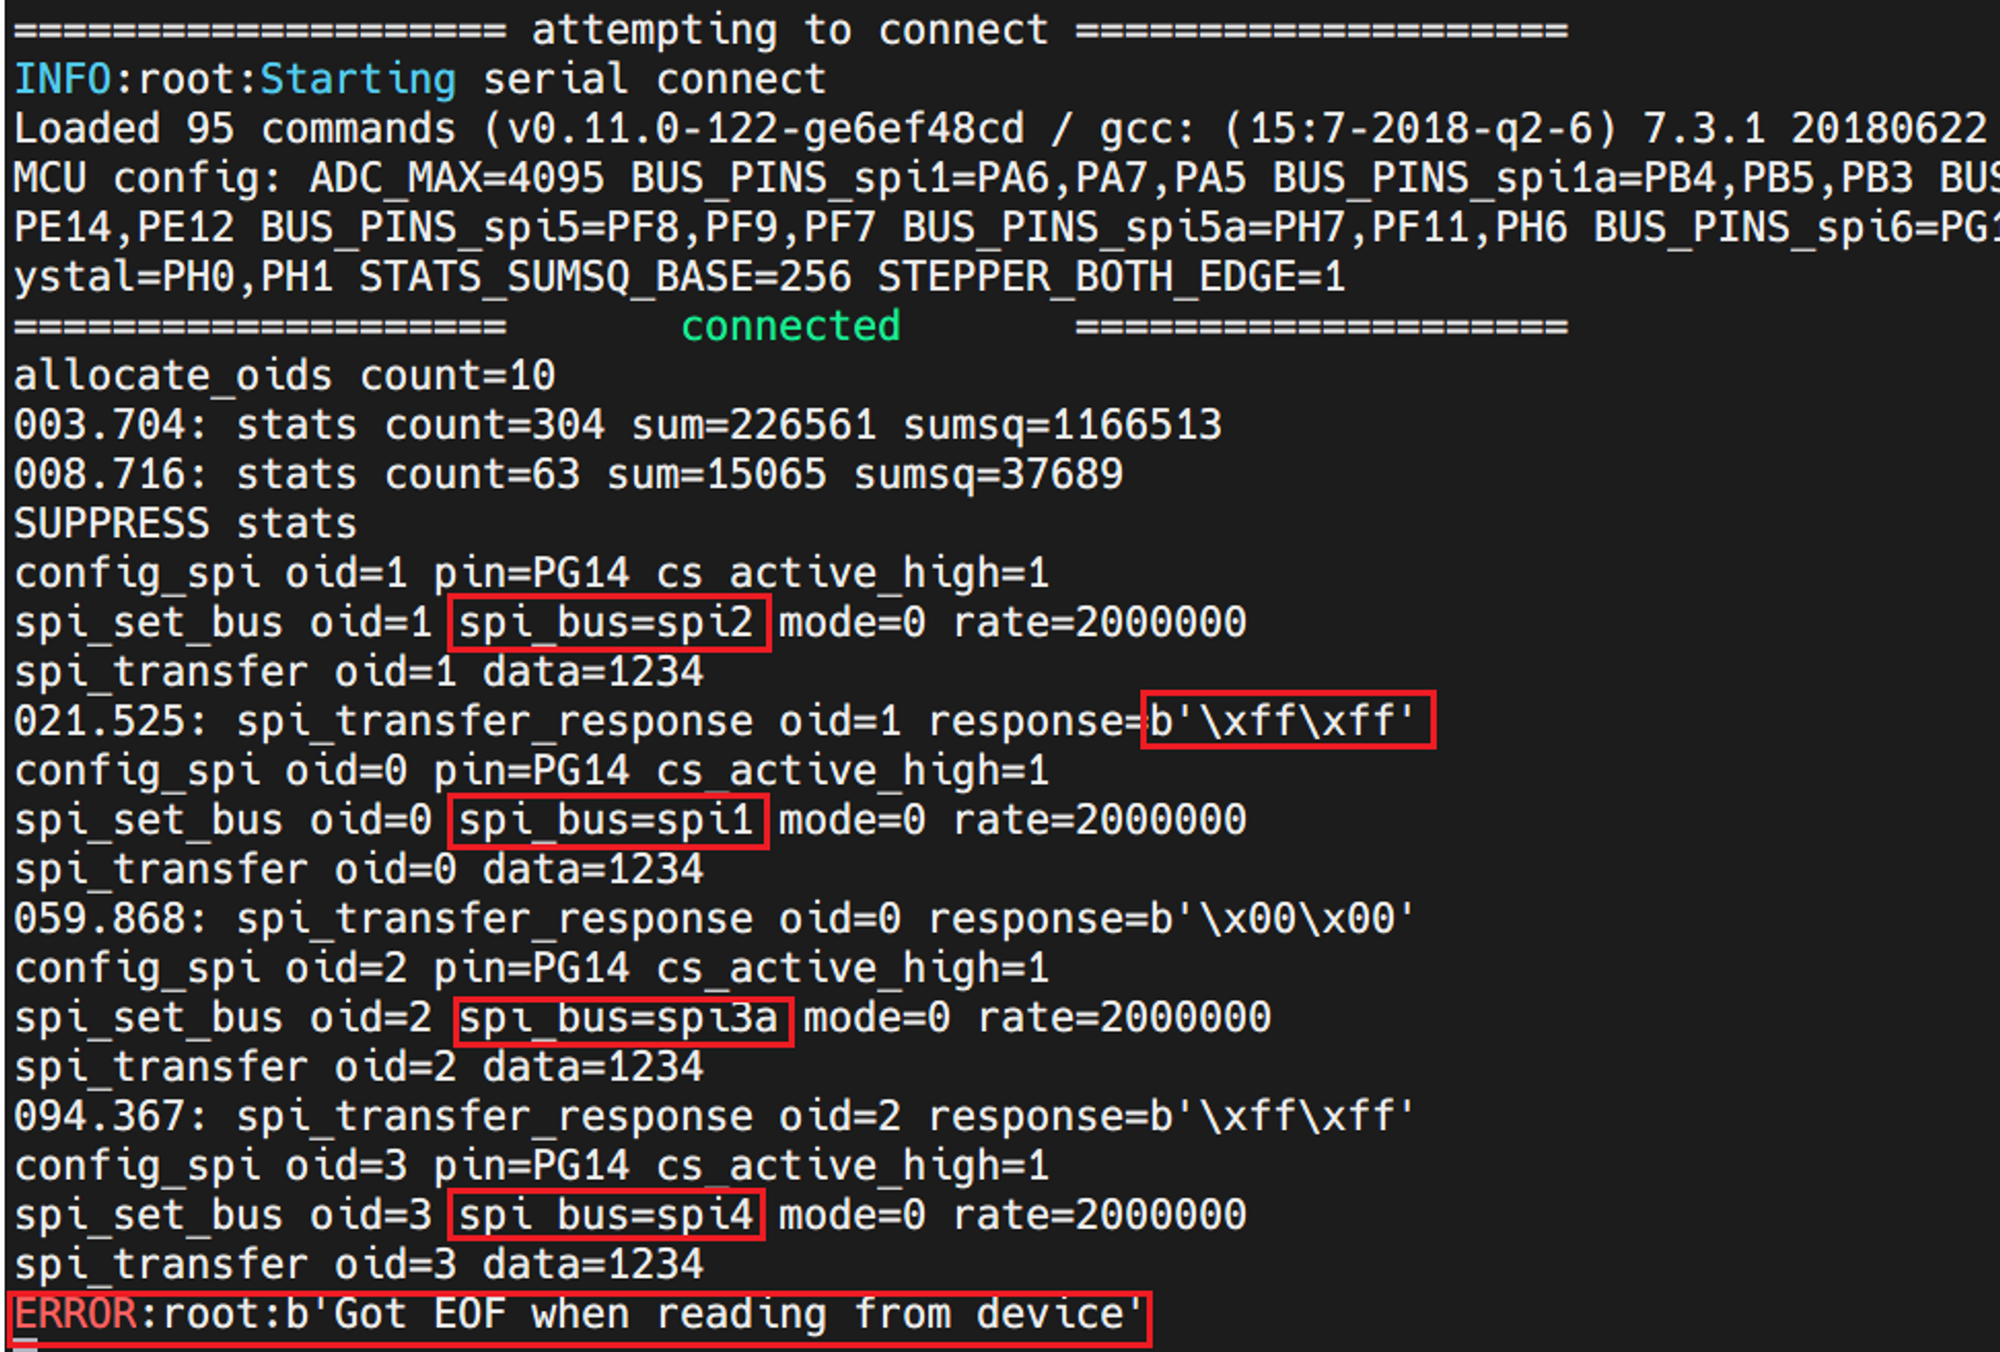 ==================== attempting to connect ====================
INFO:root:Starting serial connect
Loaded 95 commands (v0.11.0-122-ge6ef48cd / gcc: (15:7-2018-q2-6) 7.3.1 20180622
MCU config: ADC_MAX=4095 BUS_PINS_spi1=PA6,PA7,PA5 BUS_PINS_spi1a=PB4,PB5,PB3 BUS
PE14,PE12 BUS_PINS_spi5=PF8,PF9,PF7 BUS_PINS_spi5a=PH7,PF11,PH6 BUS_PINS_spi6=PG1
ystal=PH0,PH1 STATS_SUMSQ_BASE=256 STEPPER_BOTH_EDGE=1
==================== connected ====================
allocate_oids count=10
003.704: stats count=304 sum=226561 sumsq=1166513
008.716: stats count=63 sum=15065 sumsq=37689
SUPPRESS stats
config_spi oid=1 pin=PG14 cs_active_high=1
spi_set_bus oid=1 spi_bus=spi2 mode=0 rate=2000000
spi_transfer oid=1 data=1234
021.525: spi_transfer_response oid=1 response=b'\xff\xff'
config_spi oid=0 pin=PG14 cs_active_high=1
spi_set_bus oid=0 spi_bus=spi1 mode=0 rate=2000000
spi_transfer oid=0 data=1234
059.868: spi_transfer_response oid=0 response=b'\x00\x00'
config_spi oid=2 pin=PG14 cs_active_high=1
spi_set_bus oid=2 spi_bus=spi3a mode=0 rate=2000000
spi_transfer oid=2 data=1234
094.367: spi_transfer_response oid=2 response=b'\xff\xff'
config_spi oid=3 pin=PG14 cs_active_high=1
spi_set_bus oid=3 spi_bus=spi4 mode=0 rate=2000000
spi_transfer oid=3 data=1234
ERROR:root:b'Got EOF when reading from device'